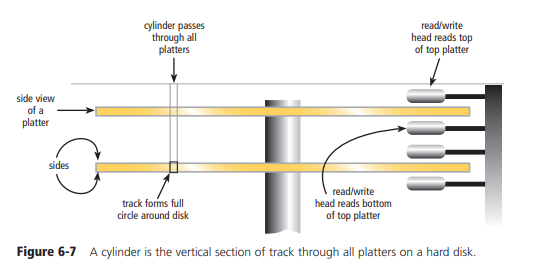 cylinder passes
through all
platters
read/write
head reads top
of top platter
side view
of a
platter
sides
track forms full
circle around disk
read/write
head reads bottom
of top platter
Figure 6-7 A cylinder is the vertical section of track through all platters on a hard disk.